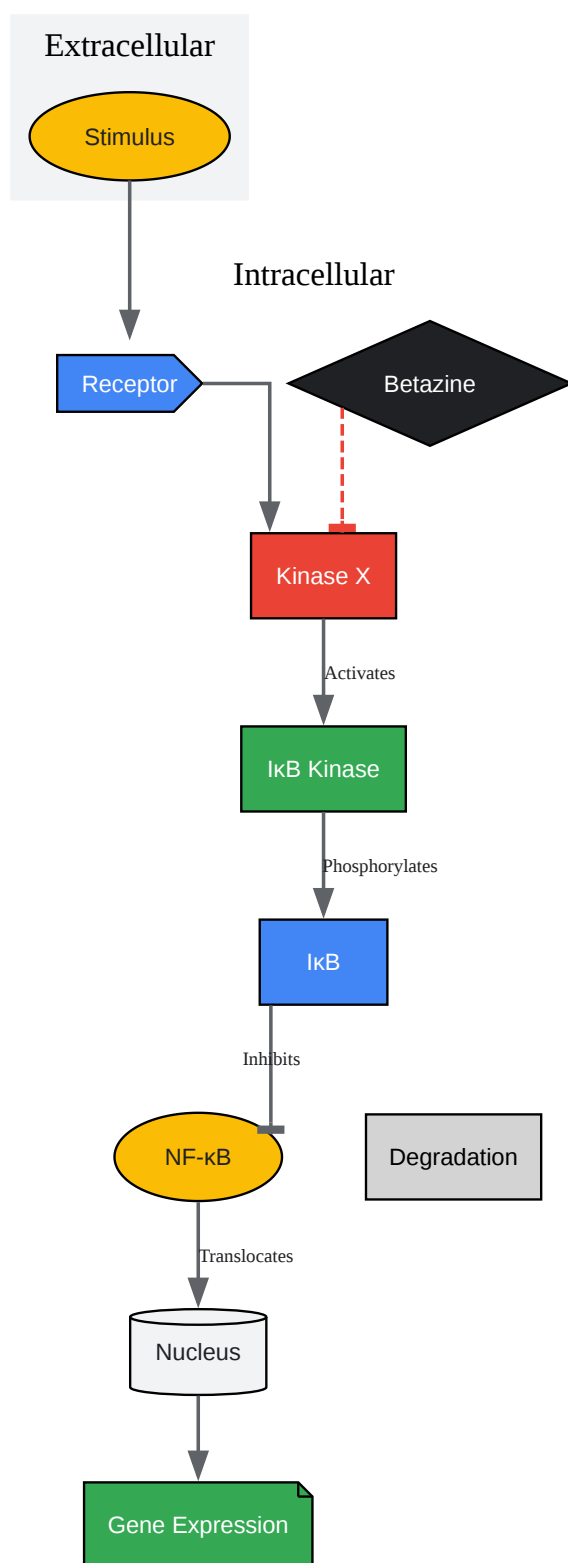 Extracellular
Stimulus
Intracellular
Receptor
Betazine
Kinase X
Activates
IκB Kinase
Phosphorylates
IκB
Inhibits
NF-κB
Degradation
Translocates
Nucleus
Gene Expression